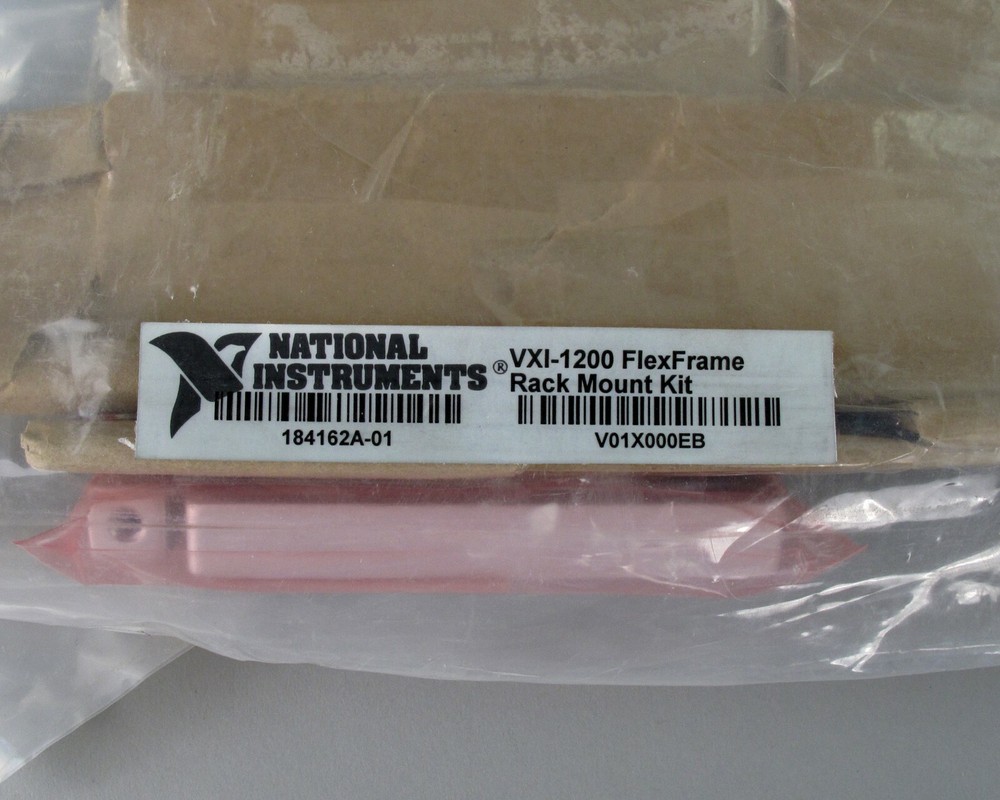 NATIONAL
INSTRUMENTS®
VXI-1200 FlexFrame
Rack Mount Kit
184162A-01
V01X000EB